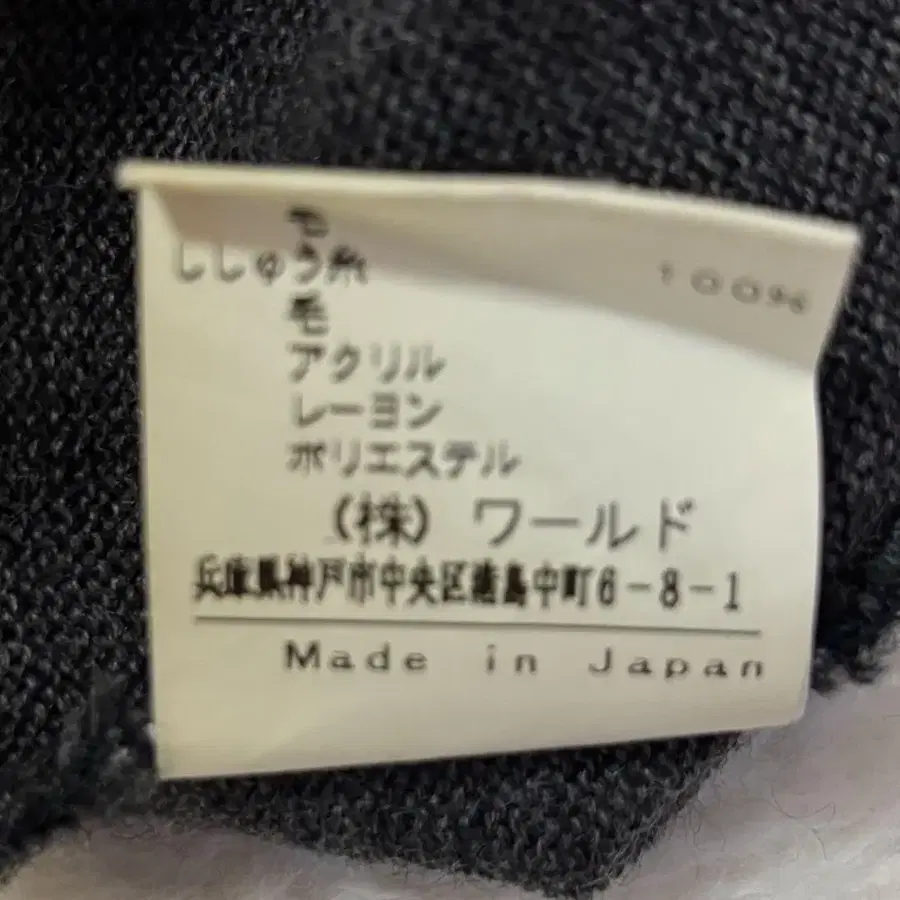 毛
ししゅう糸 100%
毛
アクリル
レーヨン
ポリエステル
(株) ワールド
兵庫県神戸市中央区港島中町6-8-1
Made in Japan